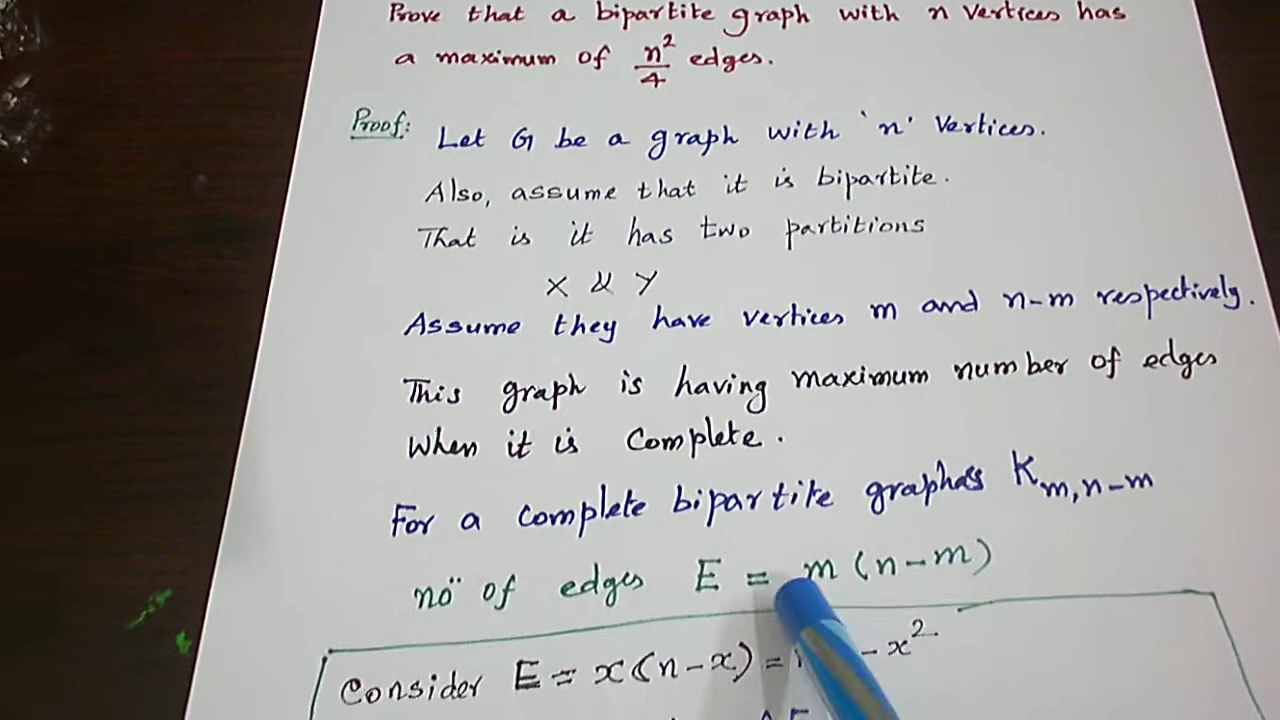 Prove that a bipartite graph with n vertices has
a maximum of n²/4 edges.
Proof: Let G be a graph with 'n' vertices.
Also, assume that it is bipartite.
That is it has two partitions
X & Y
Assume they have vertices m and n-m respectively.
This graph is having maximum number of edges
When it is Complete.
For a complete bipartite K_{m,n-m}
no of edges E = m(n-m)
Consider E = x(n-x) = - x²